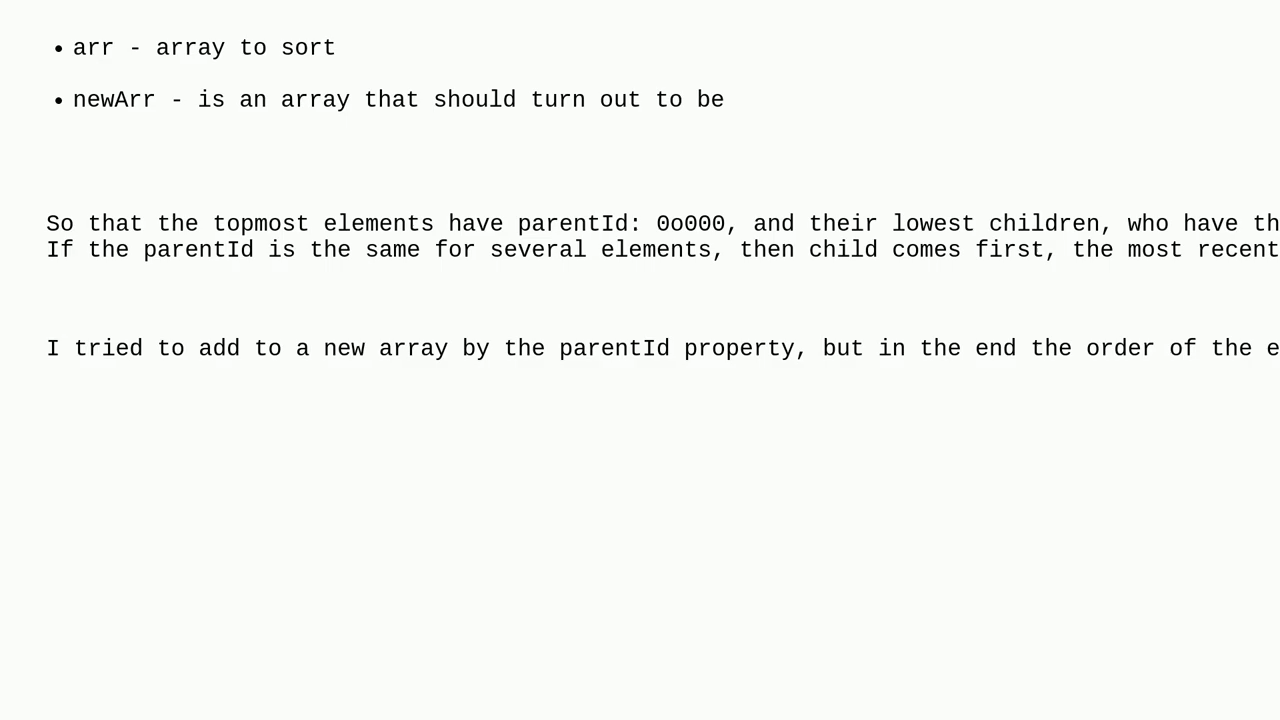 • arr - array to sort
• newArr - is an array that should turn out to be
So that the topmost elements have parentId: 0o000, and their lowest children, who have th
If the parentId is the same for several elements, then child comes first, the most recent
I tried to add to a new array by the parentId property, but in the end the order of the e